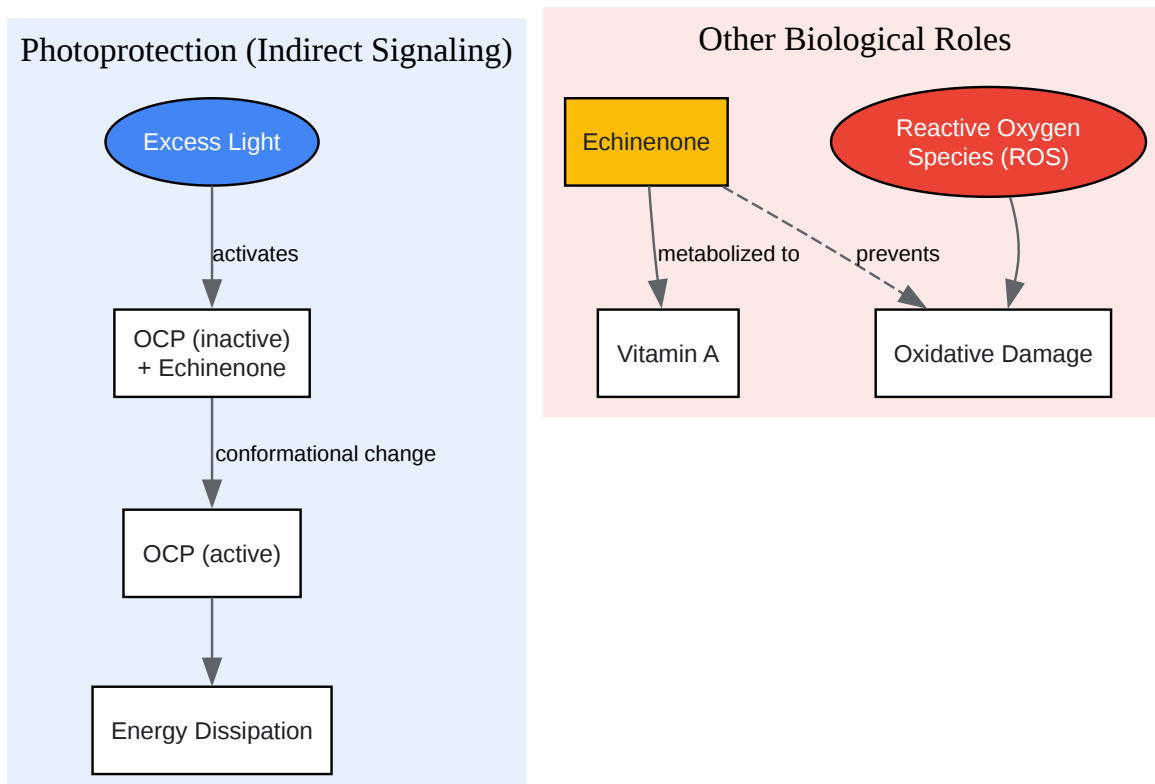 Photoprotection (Indirect Signaling)
Excess Light
activates
OCP (inactive)
+ Echinenone
conformational change
OCP (active)
Energy Dissipation
Other Biological Roles
Echinenone
Reactive Oxygen
Species (ROS)
metabolized to
prevents
Vitamin A
Oxidative Damage